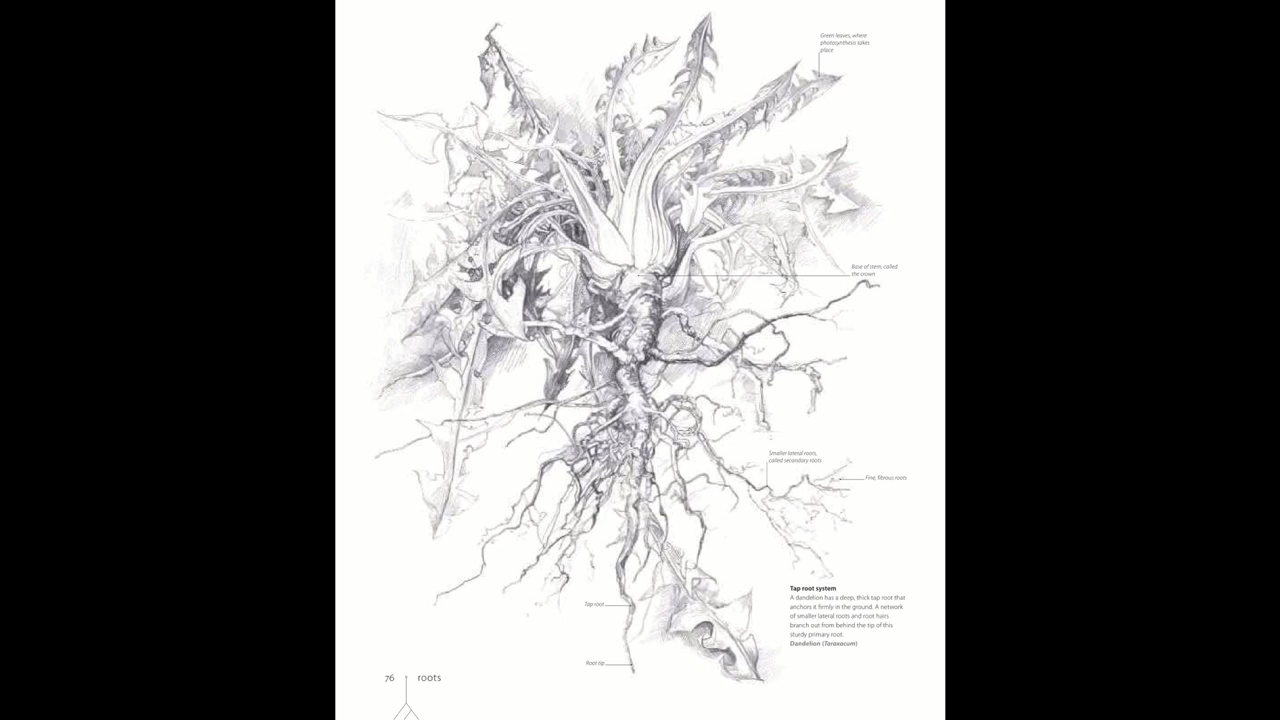 Green leaves, where
photosynthesis takes
place
Base of stem, called
the crown
Smaller lateral roots,
called secondary roots
Fine, fibrous roots
Tap root system
A dandelion has a deep, thick tap root that
anchors it firmly in the ground. A network
of smaller lateral roots and root hairs
branch out from behind the tip of this
sturdy primary root.
Dandelion (Taraxacum)
Tap root
Root tip
76 roots